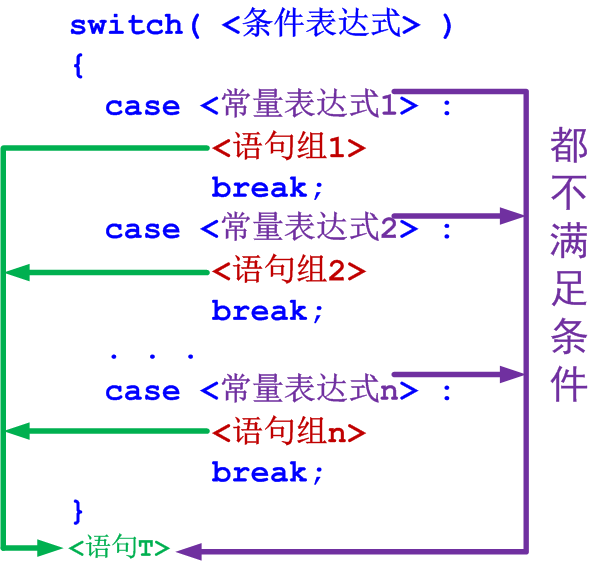 switch( <条件表达式> )
{
case <常量表达式1> :
<语句组1>
break;
case <常量表达式2> :
<语句组2>
break;
. . .
case <常量表达式n> :
<语句组n>
break;
}
<语句T>
都不满足条件